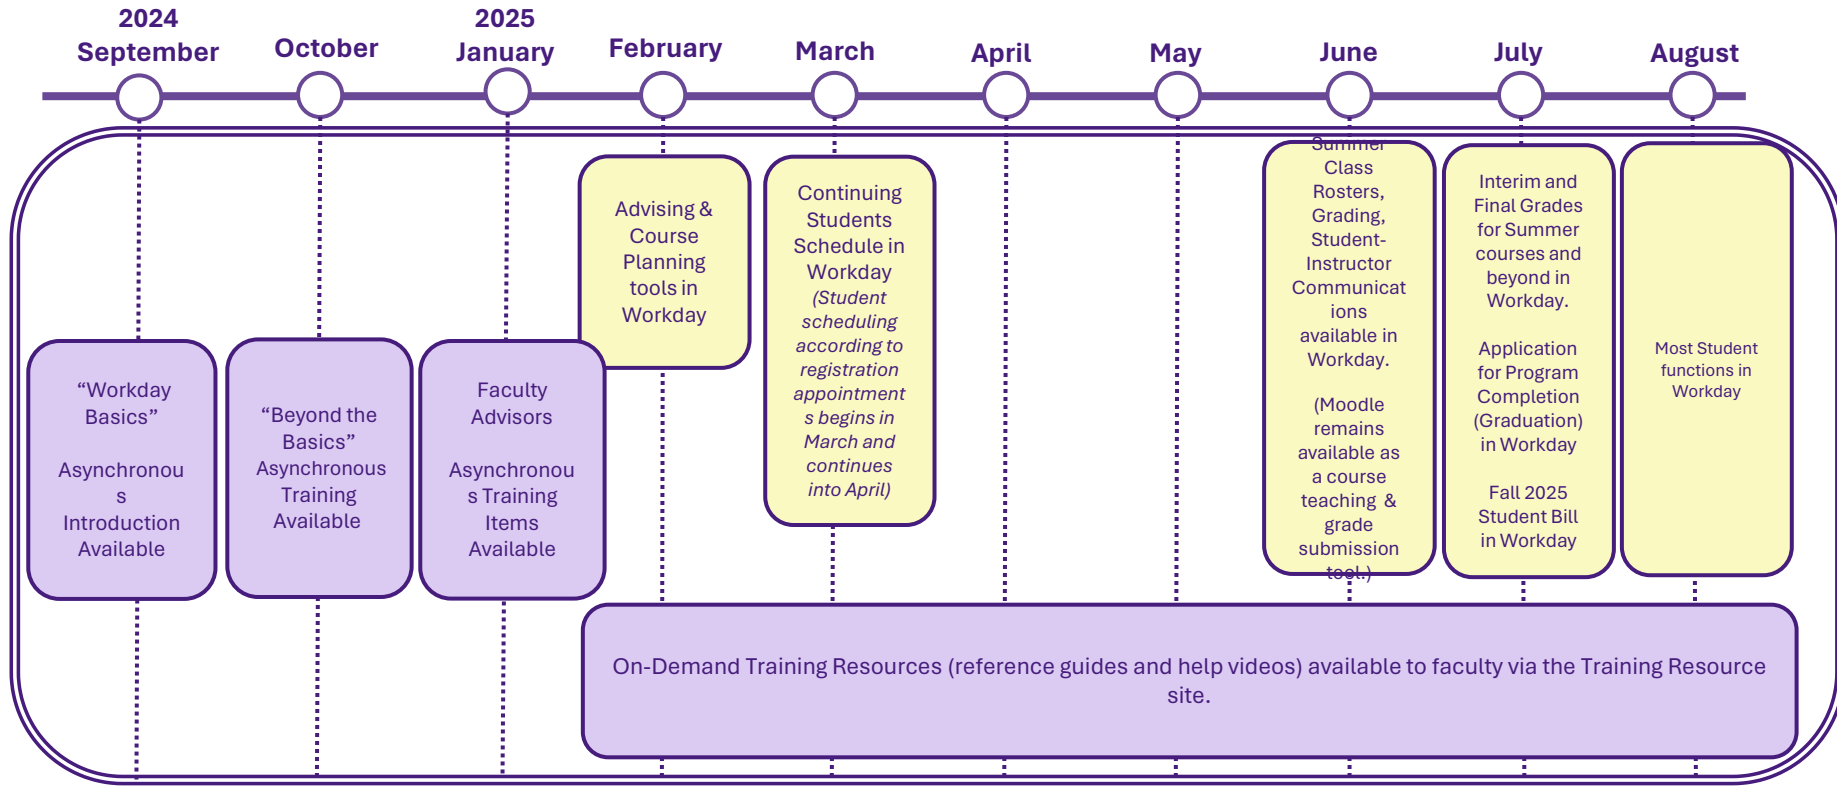 2024
September
October
2025
January
February
March
April
May
June
July
August
“Workday
Basics”
Asynchronou
s
Introduction
Available
“Beyond the
Basics”
Asynchronous
Training
Available
Faculty
Advisors
Asynchronou
s Training
Items
Available
Advising &
Course
Planning
tools in
Workday
Continuing
Students
Schedule in
Workday
(Student
scheduling
according to
registration
appointment
s begins in
March and
continues
into April)
Summer
Class
Rosters,
Grading,
Student-
Instructor
Communicat
ions
available in
Workday.
(Moodle
remains
available as
a course
teaching & 
grade
submission
tool.)
Interim and
Final Grades
for Summer
courses and
beyond in
Workday.
Application
for Program
Completion
(Graduation)
in Workday
Fall 2025
Student Bill
in Workday
Most Student
functions in
Workday
On-Demand Training Resources (reference guides and help videos) available to faculty via the Training Resource
site.